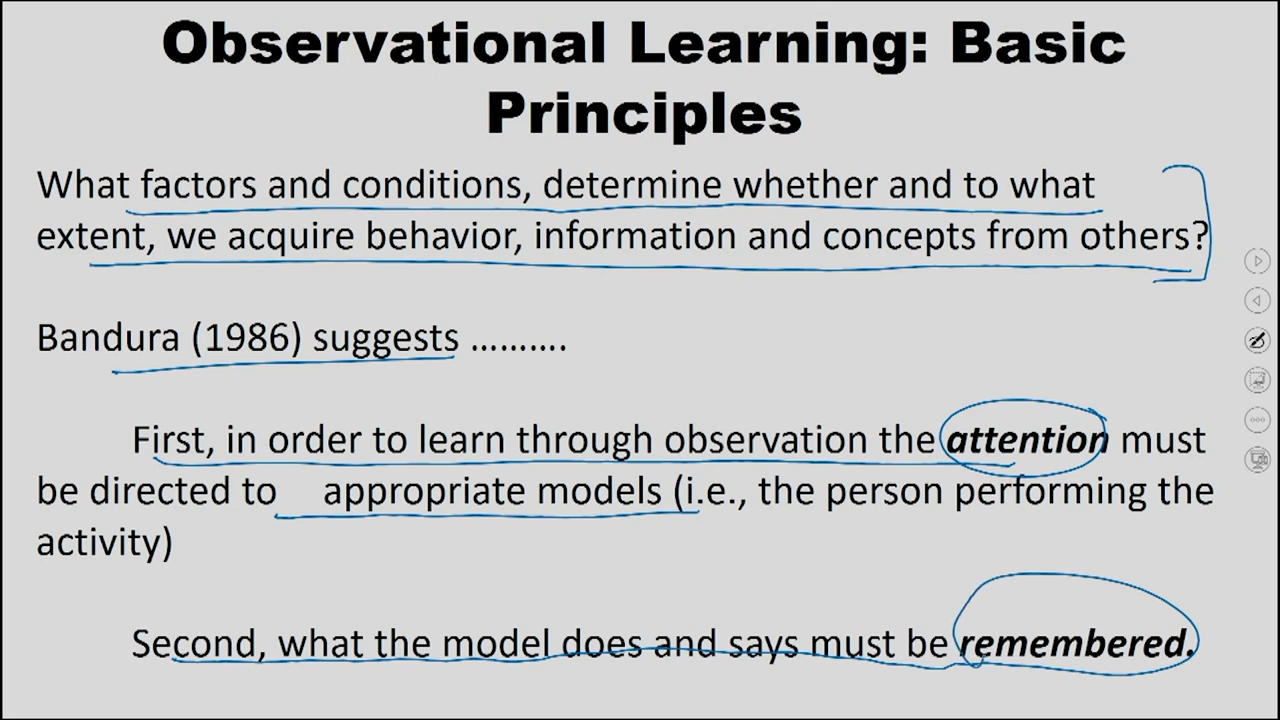 Observational Learning: Basic
Principles
What factors and conditions, determine whether and to what
extent, we acquire behavior, information and concepts from others?
Bandura (1986) suggests ..........
First, in order to learn through observation the attention must
be directed to appropriate models (i.e., the person performing the
activity)
Second, what the model does and says must be remembered.